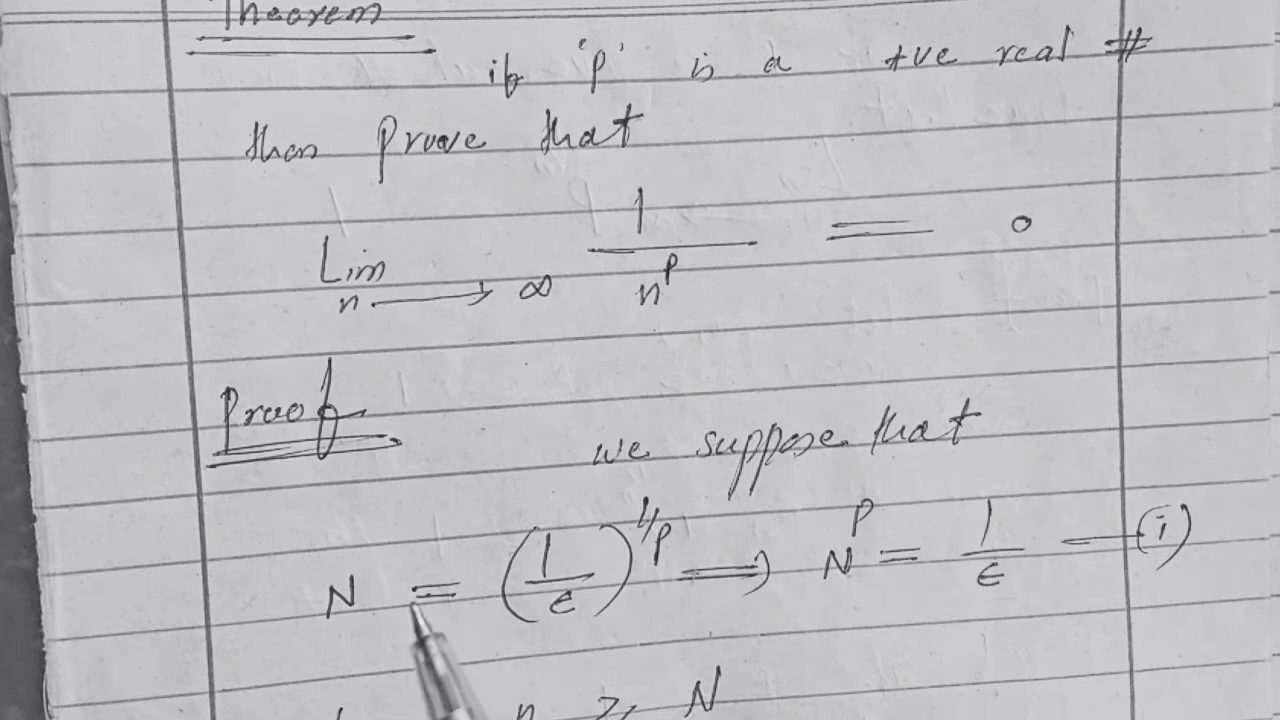 Theorem
if 'p' is a +ve real #
then prove that
Lim n → ∞ 1/n^p = 0
Proof
we suppose that
N = (1/ϵ)^1/p ⟹ N^p = 1/ϵ — (i)
n ≥ N